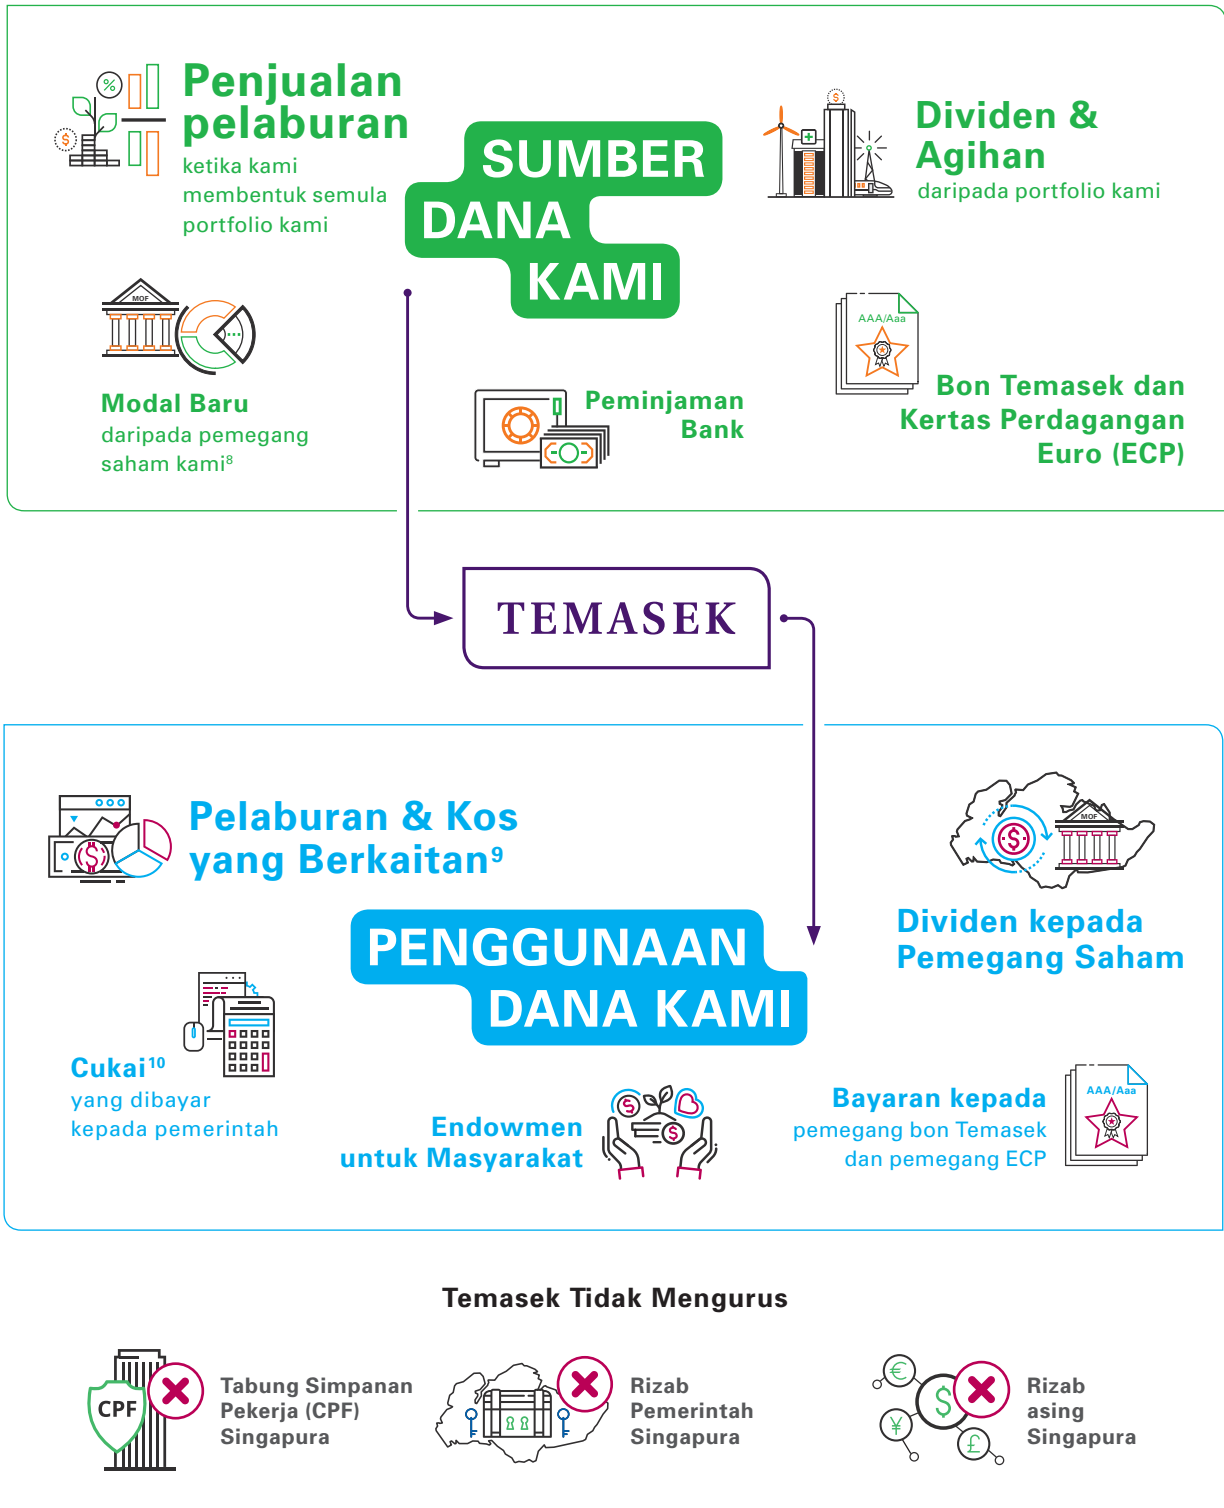 Penjualan
pelaburan
ketika kami
membentuk semula
portfolio kami
SUMBER
DANA
KAMI
Dividen &
Agihan
daripada portfolio kami
MOF
Modal Baru
daripada pemegang
saham kami⁸
Peminjaman
Bank
AAA/Aaa
Bon Temasek dan
Kertas Perdagangan
Euro (ECP)
TEMASEK
Pelaburan & Kos
yang Berkaitan⁹
MOF
Dividen kepada
Pemegang Saham
PENGGUNAAN
DANA KAMI
Cukai¹⁰
yang dibayar
kepada pemerintah
Endowmen
untuk Masyarakat
Bayaran kepada
pemegang bon Temasek
dan pemegang ECP
AAA/Aaa
Temasek Tidak Mengurus
CPF
Tabung Simpanan
Pekerja (CPF)
Singapura
Rizab
Pemerintah
Singapura
Rizab
asing
Singapura